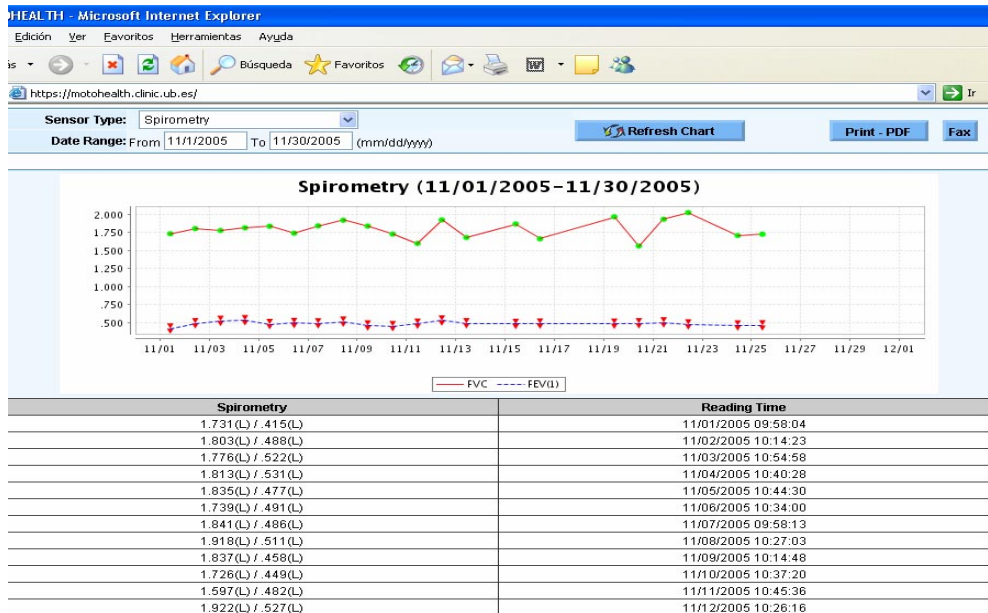 OHEALTH - Microsoft Internet Explorer
Edición Ver Favoritos Herramientas Ayuda
ás Búsqueda Favoritos
https://motohealth.clinic.ub.es/ Ir
Sensor Type: Spirometry
Date Range: From 11/1/2005 To 11/30/2005 (mm/dd/yyyy)
Refresh Chart Print - PDF Fax
Spirometry (11/01/2005-11/30/2005)
2.000
1.750
1.500
1.250
1.000
.750
.500
11/01 11/03 11/05 11/07 11/09 11/11 11/13 11/15 11/17 11/19 11/21 11/23 11/25 11/27 11/29 12/01
FVC FEV(1)
Spirometry Reading Time
1.731(L) / .415(L) 11/01/2005 09:58:04
1.803(L) / .488(L) 11/02/2005 10:14:23
1.776(L) / .522(L) 11/03/2005 10:54:58
1.813(L) / .531(L) 11/04/2005 10:40:28
1.835(L) / .477(L) 11/05/2005 10:44:30
1.739(L) / .491(L) 11/06/2005 10:34:00
1.841(L) / .486(L) 11/07/2005 09:58:13
1.918(L) / .511(L) 11/08/2005 10:27:03
1.837(L) / .458(L) 11/09/2005 10:14:48
1.726(L) / .449(L) 11/10/2005 10:37:20
1.597(L) / .482(L) 11/11/2005 10:45:36
1.922(L) / .527(L) 11/12/2005 10:26:16